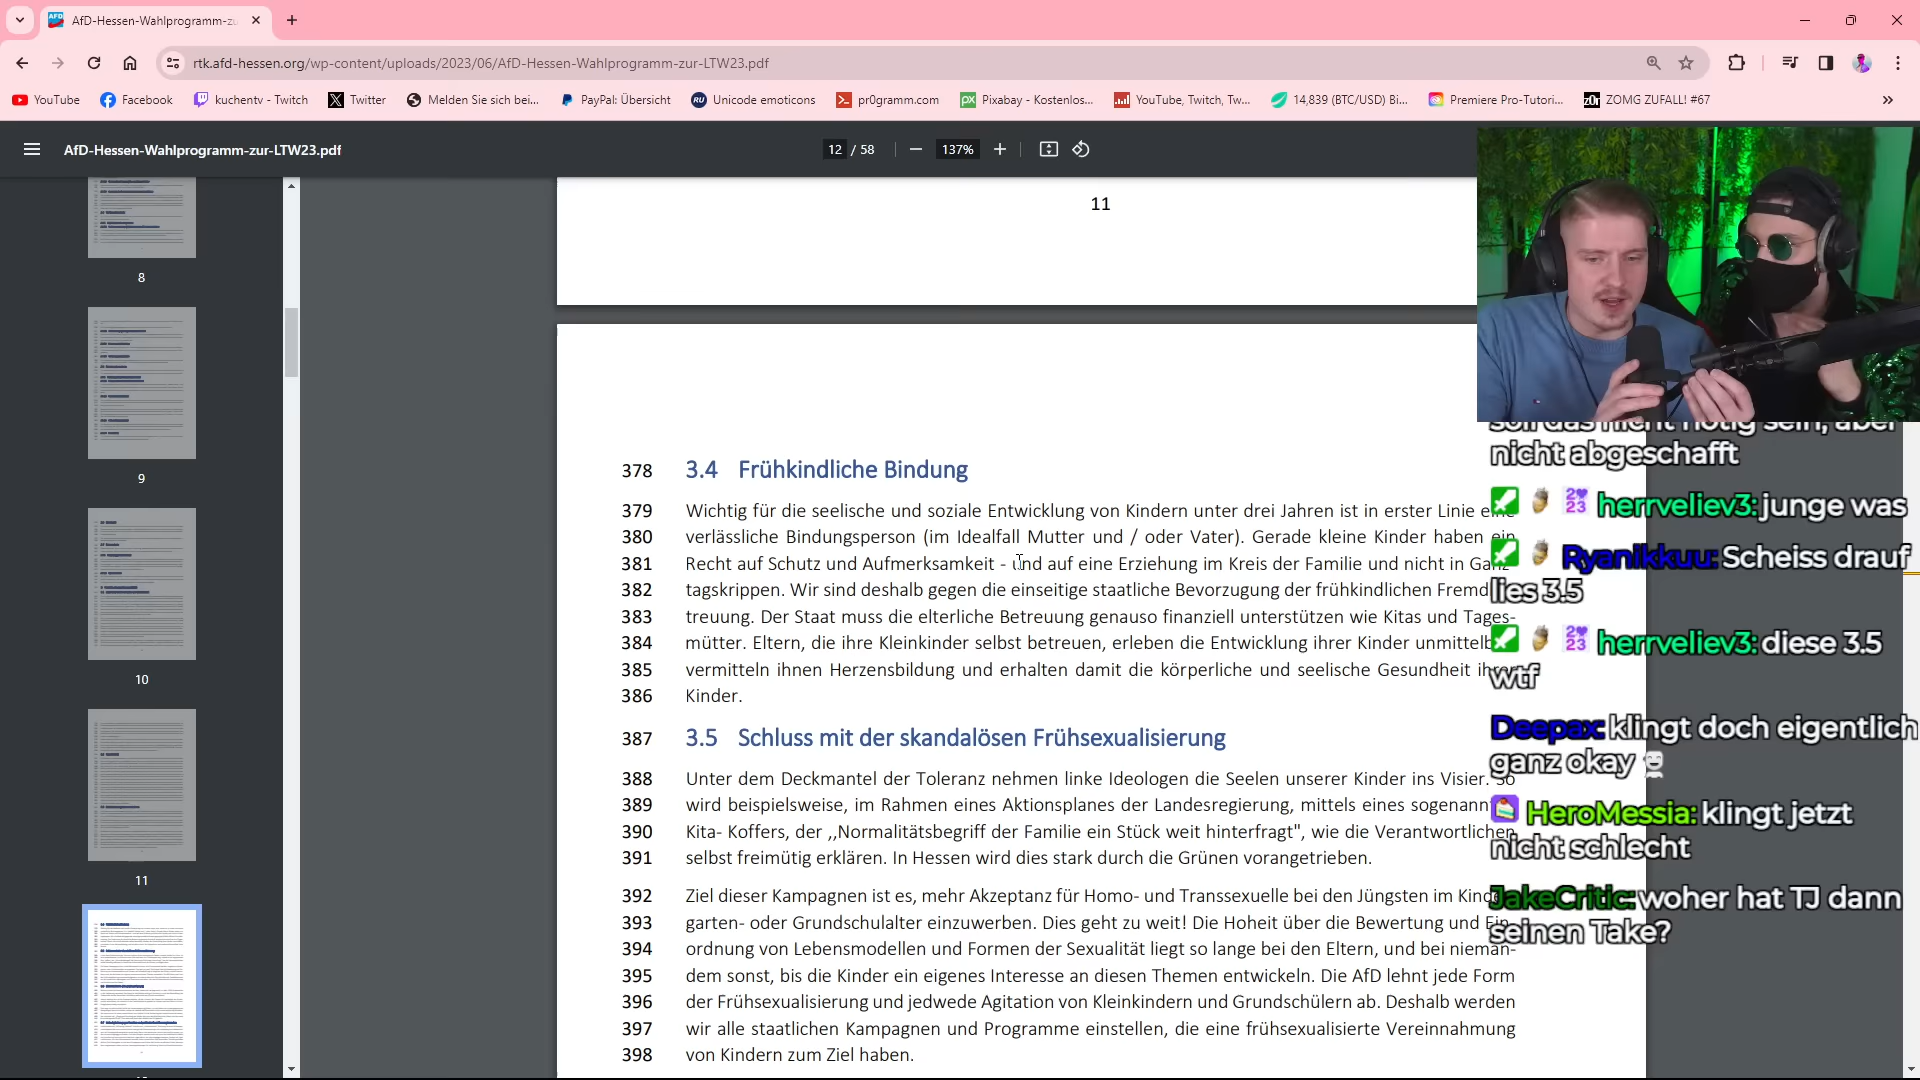 AfD-Hessen-Wahlprogramm-zu
rtk.afd-hessen.org/wp-content/uploads/2023/06/AfD-Hessen-Wahlprogramm-zur-LTW23.pdf
YouTube Facebook kuchentv - Twitch Twitter Melden Sie sich bei... PayPal: Übersicht Unicode emoticons pr0gramm.com Pixabay - Kostenlos... YouTube, Twitch, Tw... 14,839 (BTC/USD) Bi... Premiere Pro-Tutori... ZOMG ZUFALL! #67
AfD-Hessen-Wahlprogramm-zur-LTW23.pdf
12 / 58 137%
8
9
10
11
11
378 3.4 Frühkindliche Bindung
379 Wichtig für die seelische und soziale Entwicklung von Kindern unter drei Jahren ist in erster Linie eine
380 verlässliche Bindungsperson (im Idealfall Mutter und / oder Vater). Gerade kleine Kinder haben ein
381 Recht auf Schutz und Aufmerksamkeit - und auf eine Erziehung im Kreis der Familie und nicht in Ganz-
382 tagskrippen. Wir sind deshalb gegen die einseitige staatliche Bevorzugung der frühkindlichen Fremd
383 treuung. Der Staat muss die elterliche Betreuung genauso finanziell unterstützen wie Kitas und Tages-
384 mütter. Eltern, die ihre Kleinkinder selbst betreuen, erleben die Entwicklung ihrer Kinder unmittelb
385 vermitteln ihnen Herzensbildung und erhalten damit die körperliche und seelische Gesundheit ihrer
386 Kinder.
387 3.5 Schluss mit der skandalösen Frühsexualisierung
388 Unter dem Deckmantel der Toleranz nehmen linke Ideologen die Seelen unserer Kinder ins Visier. So
389 wird beispielsweise, im Rahmen eines Aktionsplanes der Landesregierung, mittels eines sogenann
390 Kita- Koffers, der ,,Normalitätsbegriff der Familie ein Stück weit hinterfragt", wie die Verantwortlichen
391 selbst freimütig erklären. In Hessen wird dies stark durch die Grünen vorangetrieben.
392 Ziel dieser Kampagnen ist es, mehr Akzeptanz für Homo- und Transsexuelle bei den Jüngsten im Kinder
393 garten- oder Grundschulalter einzuwerben. Dies geht zu weit! Die Hoheit über die Bewertung und Ein-
394 ordnung von Lebensmodellen und Formen der Sexualität liegt so lange bei den Eltern, und bei nieman-
395 dem sonst, bis die Kinder ein eigenes Interesse an diesen Themen entwickeln. Die AfD lehnt jede Form
396 der Frühsexualisierung und jedwede Agitation von Kleinkindern und Grundschülern ab. Deshalb werden
397 wir alle staatlichen Kampagnen und Programme einstellen, die eine frühsexualisierte Vereinnahmung
398 von Kindern zum Ziel haben.
soll das nicht nötig sein, aber
nicht abgeschafft
herrveliev3: junge was
Ryanikkuu: Scheiss drauf
lies 3.5
herrveliev3: diese 3.5
wtf
Deepax: klingt doch eigentlich
ganz okay
HeroMessia: klingt jetzt
nicht schlecht
JakeCritic: woher hat TJ dann
seinen Take?